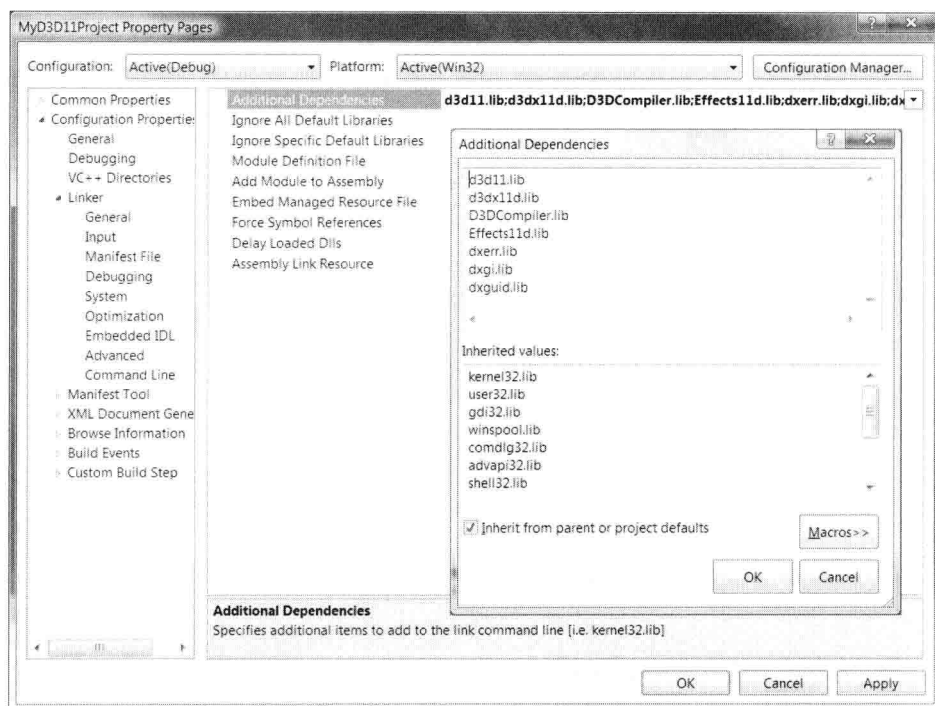 MyD3D11Project Property Pages
Configuration: Active(Debug) Platform: Active(Win32) Configuration Manager...
Common Properties
Configuration Propertie
General
Debugging
VC++ Directories
Linker
General
Input
Manifest File
Debugging
System
Optimization
Embedded IDL
Advanced
Command Line
Manifest Tool
XML Document Gene
Browse Information
Build Events
Custom Build Step
Additional Dependencies d3d11.lib;d3dx11d.lib;D3DCompiler.lib;Effects11d.lib;dxerr.lib;dxgi.lib;dx
Ignore All Default Libraries
Ignore Specific Default Libraries
Module Definition File
Add Module to Assembly
Embed Managed Resource File
Force Symbol References
Delay Loaded Dlls
Assembly Link Resource
Additional Dependencies
d3d11.lib
d3dx11d.lib
D3DCompiler.lib
Effects11d.lib
dxerr.lib
dxgi.lib
dxguid.lib
Inherited values:
kernel32.lib
user32.lib
gdi32.lib
winspool.lib
comdlg32.lib
advapi32.lib
shell32.lib
Inherit from parent or project defaults
Macros>>
OK Cancel
Additional Dependencies
Specifies additional items to add to the link command line [i.e. kernel32.lib]
OK Cancel Apply